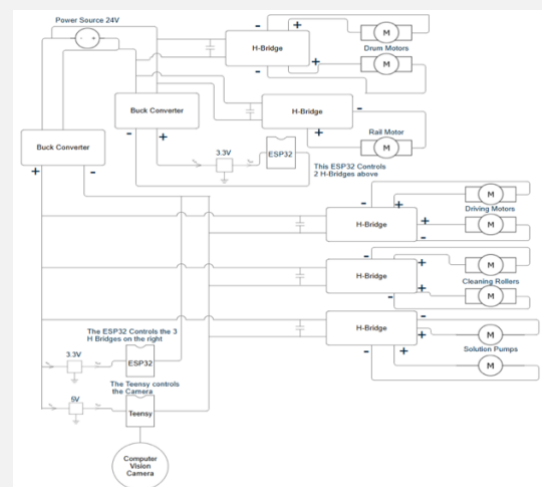 Power Source 24V
- +
- +
H-Bridge
M
Drum Motors
- +
M
Buck Converter
H-Bridge
-
- +
+
M
Rail Motor
Buck Converter
3.3V
ESP32
This ESP32 Controls
2 H-Bridges above
+ -
- +
M
Driving Motors
H-Bridge
+
-
M
-
+
M
Cleaning Rollers
H-Bridge
+
-
M
The ESP32 Controls the 3
H Bridges on the right
H-Bridge
-
+
M
Solution Pumps
- +
M
3.3V
ESP32
The Teensy controls
the Camera
5V
Teensy
Computer
Vision
Camera